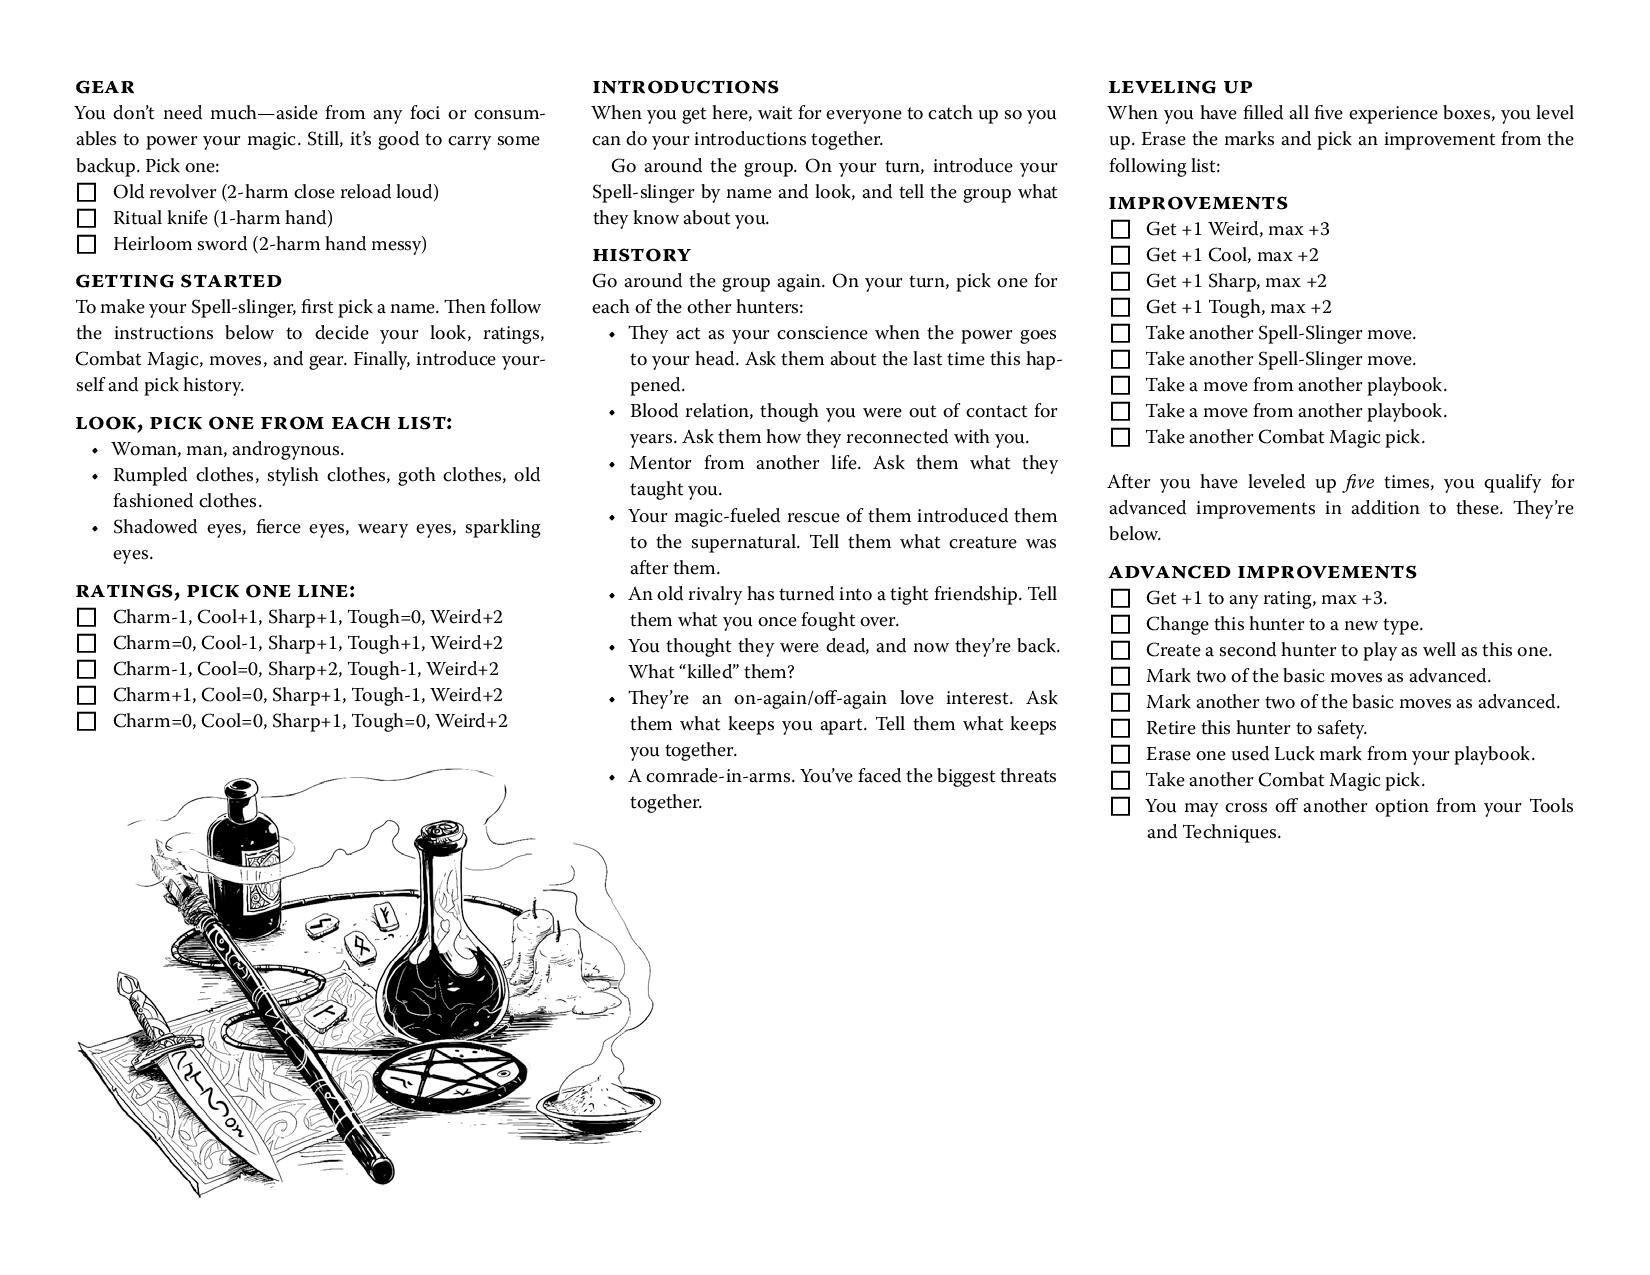 GEAR
You don’t need much—aside from any foci or consum-
ables to power your magic. Still, it’s good to carry some
backup. Pick one:
Old revolver (2-harm close reload loud)
Ritual knife (1-harm hand)
Heirloom sword (2-harm hand messy)
GETTING STARTED
To make your Spell-slinger, first pick a name. Then follow
the instructions below to decide your look, ratings,
Combat Magic, moves, and gear. Finally, introduce your-
self and pick history.
LOOK, PICK ONE FROM EACH LIST:
• Woman, man, androgynous.
• Rumpled clothes, stylish clothes, goth clothes, old
fashioned clothes.
• Shadowed eyes, fierce eyes, weary eyes, sparkling
eyes.
RATINGS, PICK ONE LINE:
Charm-1, Cool+1, Sharp+1, Tough=0, Weird+2
Charm=0, Cool-1, Sharp+1, Tough+1, Weird+2
Charm-1, Cool=0, Sharp+2, Tough-1, Weird+2
Charm+1, Cool=0, Sharp+1, Tough-1, Weird+2
Charm=0, Cool=0, Sharp+1, Tough=0, Weird+2
INTRODUCTIONS
When you get here, wait for everyone to catch up so you
can do your introductions together.
Go around the group. On your turn, introduce your
Spell-slinger by name and look, and tell the group what
they know about you.
HISTORY
Go around the group again. On your turn, pick one for
each of the other hunters:
• They act as your conscience when the power goes
to your head. Ask them about the last time this hap-
pened.
• Blood relation, though you were out of contact for
years. Ask them how they reconnected with you.
• Mentor from another life. Ask them what they
taught you.
• Your magic-fueled rescue of them introduced them
to the supernatural. Tell them what creature was
after them.
• An old rivalry has turned into a tight friendship. Tell
them what you once fought over.
• You thought they were dead, and now they’re back.
What “killed” them?
• They’re an on-again/off-again love interest. Ask
them what keeps you apart. Tell them what keeps
you together.
• A comrade-in-arms. You’ve faced the biggest threats
together.
LEVELING UP
When you have filled all five experience boxes, you level
up. Erase the marks and pick an improvement from the
following list:
IMPROVEMENTS
Get +1 Weird, max +3
Get +1 Cool, max +2
Get +1 Sharp, max +2
Get +1 Tough, max +2
Take another Spell-Slinger move.
Take another Spell-Slinger move.
Take a move from another playbook.
Take a move from another playbook.
Take another Combat Magic pick.
After you have leveled up five times, you qualify for
advanced improvements in addition to these. They’re
below.
ADVANCED IMPROVEMENTS
Get +1 to any rating, max +3.
Change this hunter to a new type.
Create a second hunter to play as well as this one.
Mark two of the basic moves as advanced.
Mark another two of the basic moves as advanced.
Retire this hunter to safety.
Erase one used Luck mark from your playbook.
Take another Combat Magic pick.
You may cross off another option from your Tools
and Techniques.